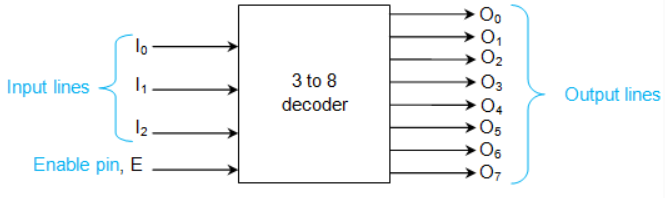 Input lines
I₀
I₁
I₂
Enable pin, E
3 to 8
decoder
O₀
O₁
O₂
O₃
O₄
O₅
O₆
O₇
Output lines